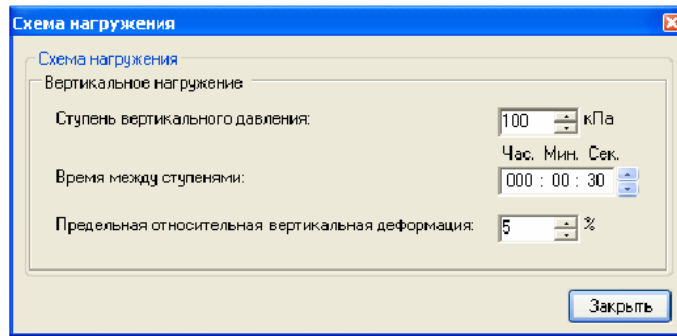 Схема нагружения
Схема нагружения
Вертикальное нагружение
Ступень вертикального давления: 100 кПа
Час. Мин. Сек.
Время между ступенями: 000 : 00 : 30
Предельная относительная вертикальная деформация: 5 %
Закрыть